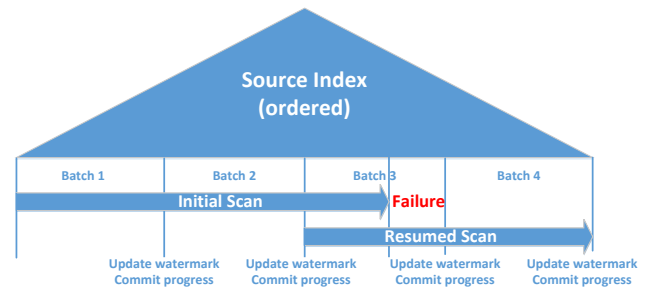 Source Index
(ordered)
Batch 1
Batch 2
Batch 3
Batch 4
Initial Scan
Failure
Resumed Scan
Update watermark
Commit progress
Update watermark
Commit progress
Update watermark
Commit progress
Update watermark
Commit progress